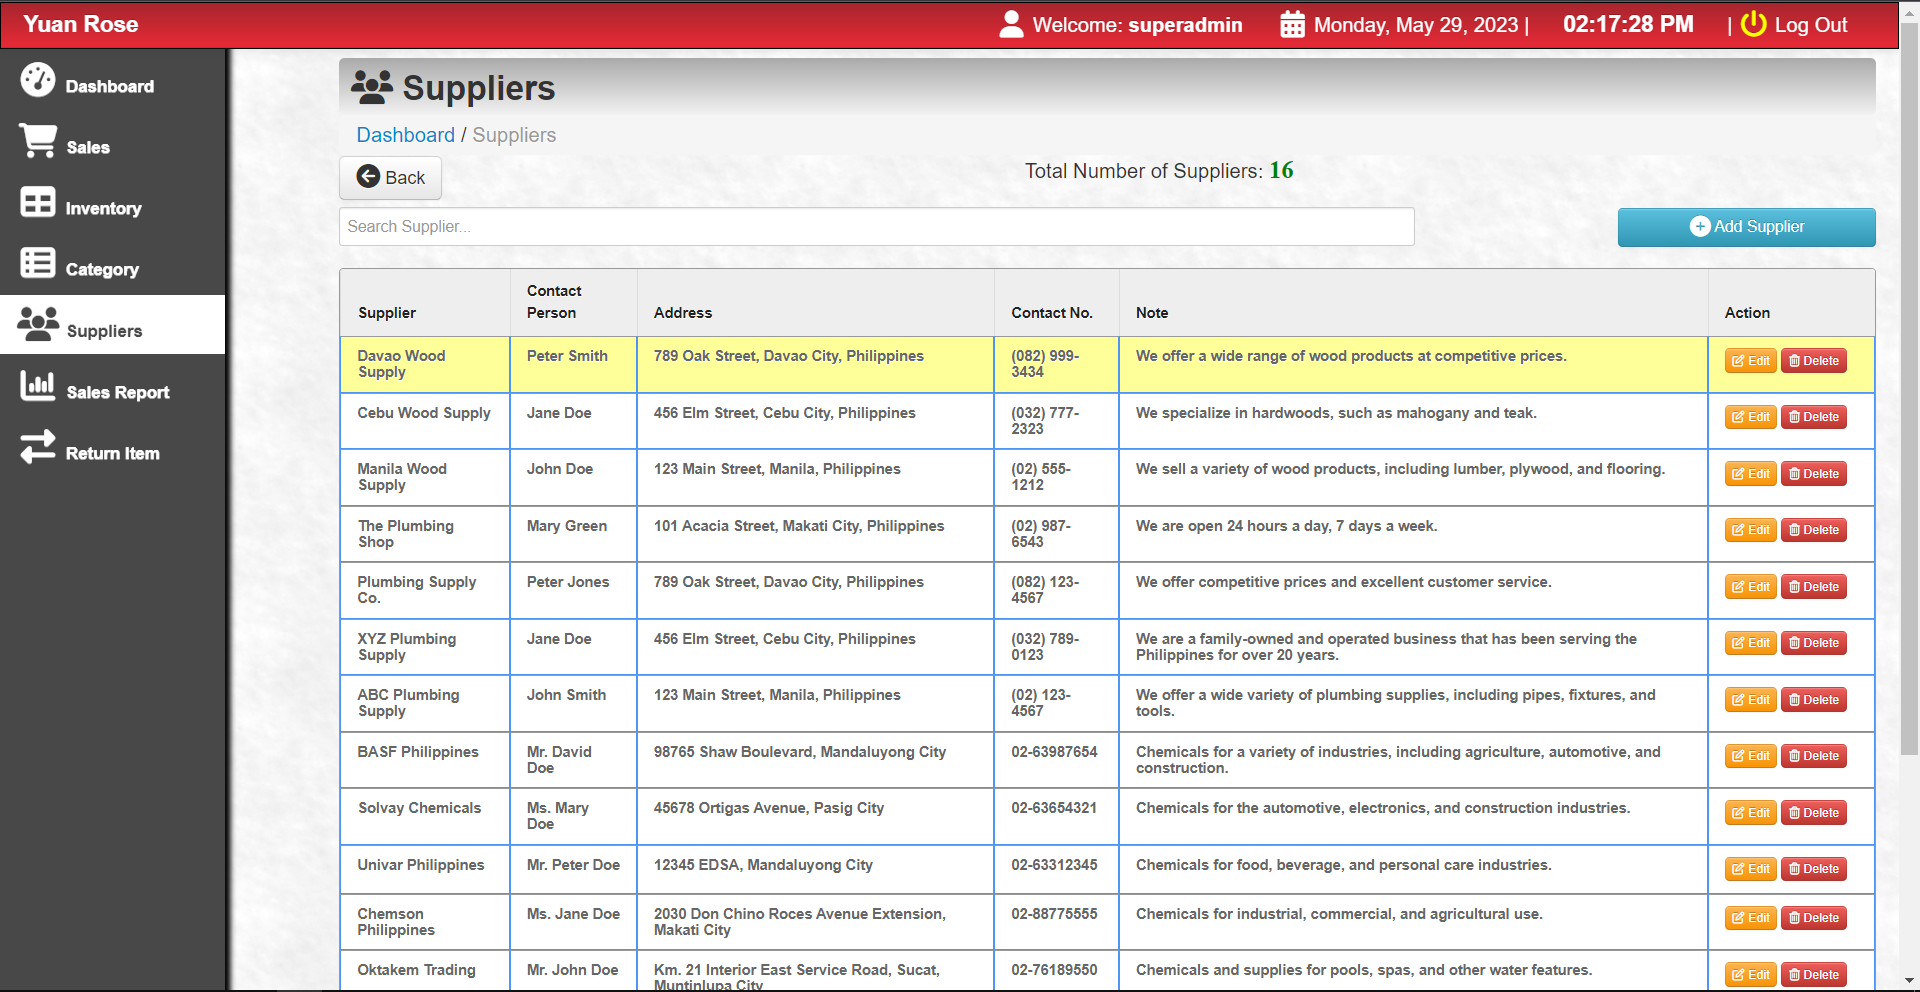 Yuan Rose
Welcome: superadmin
Monday, May 29, 2023 |
02:17:28 PM
| Log Out
Dashboard
Sales
Inventory
Category
Suppliers
Sales Report
Return Item
Suppliers
Dashboard / Suppliers
Back
Total Number of Suppliers: 16
Search Supplier...
Add Supplier
Supplier
Contact
Person
Address
Contact No.
Note
Action
Davao Wood
Supply
Peter Smith
789 Oak Street, Davao City, Philippines
(082) 999-
3434
We offer a wide range of wood products at competitive prices.
Edit
Delete
Cebu Wood Supply
Jane Doe
456 Elm Street, Cebu City, Philippines
(032) 777-
2323
We specialize in hardwoods, such as mahogany and teak.
Edit
Delete
Manila Wood
Supply
John Doe
123 Main Street, Manila, Philippines
(02) 555-
1212
We sell a variety of wood products, including lumber, plywood, and flooring.
Edit
Delete
The Plumbing
Shop
Mary Green
101 Acacia Street, Makati City, Philippines
(02) 987-
6543
We are open 24 hours a day, 7 days a week.
Edit
Delete
Plumbing Supply
Co.
Peter Jones
789 Oak Street, Davao City, Philippines
(082) 123-
4567
We offer competitive prices and excellent customer service.
Edit
Delete
XYZ Plumbing
Supply
Jane Doe
456 Elm Street, Cebu City, Philippines
(032) 789-
0123
We are a family-owned and operated business that has been serving the
Philippines for over 20 years.
Edit
Delete
ABC Plumbing
Supply
John Smith
123 Main Street, Manila, Philippines
(02) 123-
4567
We offer a wide variety of plumbing supplies, including pipes, fixtures, and
tools.
Edit
Delete
BASF Philippines
Mr. David
Doe
98765 Shaw Boulevard, Mandaluyong City
02-63987654
Chemicals for a variety of industries, including agriculture, automotive, and
construction.
Edit
Delete
Solvay Chemicals
Ms. Mary
Doe
45678 Ortigas Avenue, Pasig City
02-63654321
Chemicals for the automotive, electronics, and construction industries.
Edit
Delete
Univar Philippines
Mr. Peter Doe
12345 EDSA, Mandaluyong City
02-63312345
Chemicals for food, beverage, and personal care industries.
Edit
Delete
Chemson
Philippines
Ms. Jane Doe
2030 Don Chino Roces Avenue Extension,
Makati City
02-88775555
Chemicals for industrial, commercial, and agricultural use.
Edit
Delete
Oktakem Trading
Mr. John Doe
Km. 21 Interior East Service Road, Sucat,
Muntinlupa City
02-76189550
Chemicals and supplies for pools, spas, and other water features.
Edit
Delete